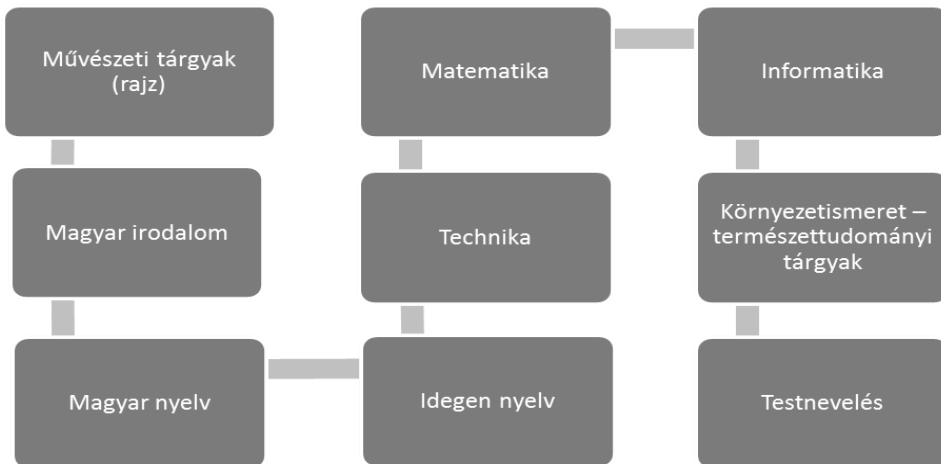 Művészeti tárgyak
(rajz)
Magyar irodalom
Magyar nyelv
Idegen nyelv
Technika
Matematika
Informatika
Környezetismeret –
természettudományi
tárgyak
Testnevelés